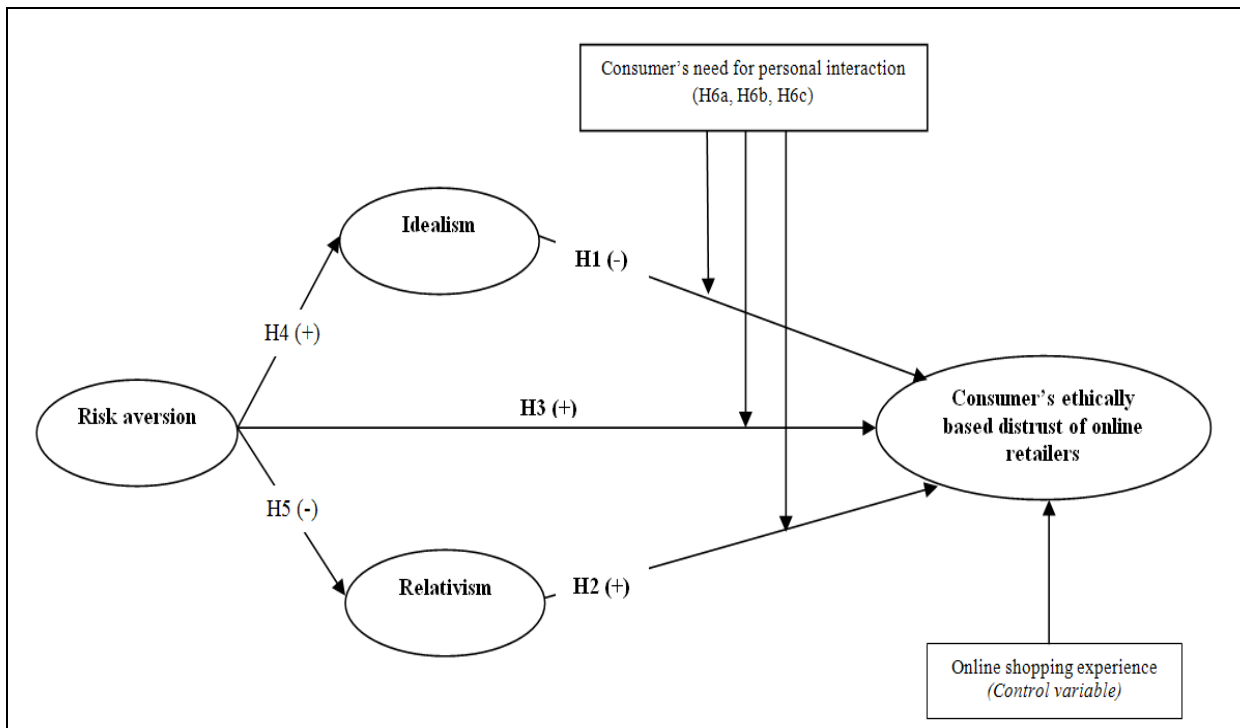 Consumer’s need for personal interaction
(H6a, H6b, H6c)
Idealism
H1 (-)
H4 (+)
Risk aversion
H3 (+)
Consumer’s ethically
based distrust of online
retailers
H5 (-)
Relativism
H2 (+)
Online shopping experience
(Control variable)